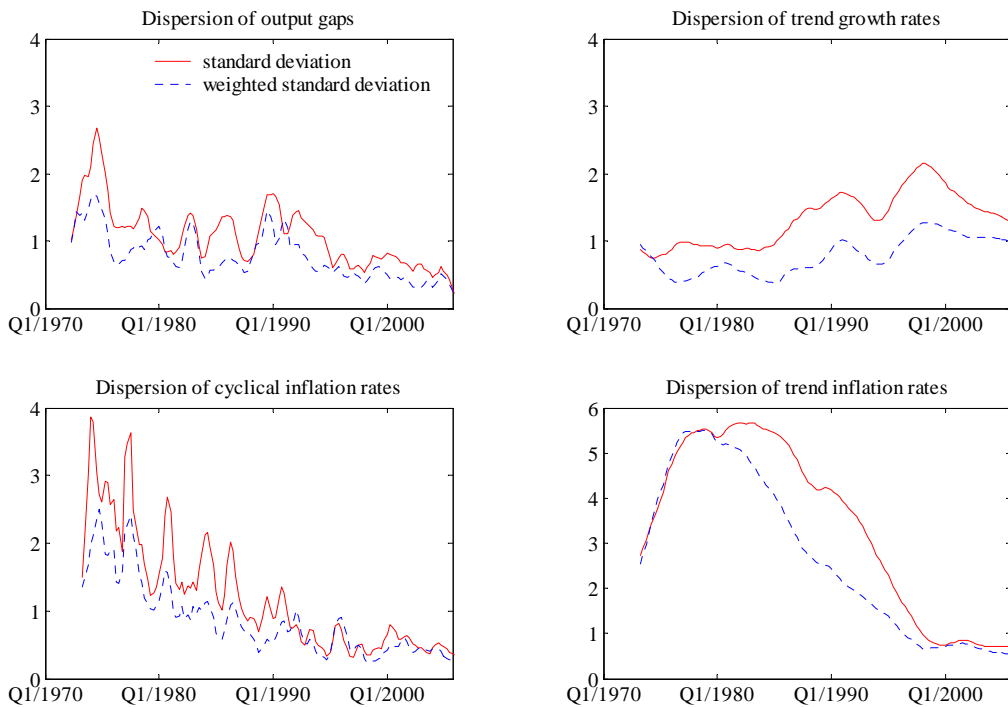 Dispersion of output gaps
4
3
2
1
0
standard deviation
weighted standard deviation
Q1/1970 Q1/1980 Q1/1990 Q1/2000
Dispersion of trend growth rates
4
3
2
1
0
Q1/1970 Q1/1980 Q1/1990 Q1/2000
Dispersion of cyclical inflation rates
4
3
2
1
0
Q1/1970 Q1/1980 Q1/1990 Q1/2000
Dispersion of trend inflation rates
6
5
4
3
2
1
0
Q1/1970 Q1/1980 Q1/1990 Q1/2000